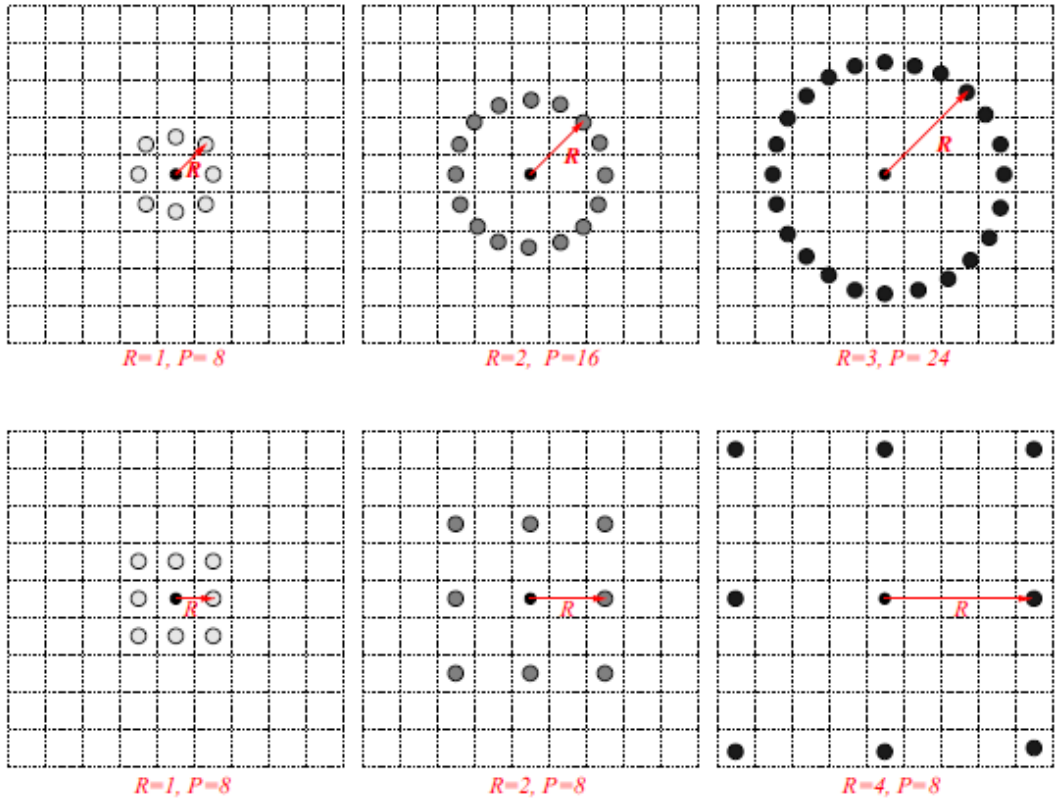 R
R
R
R=1, P= 8
R=2, P=16
R=3, P= 24
R
R
R
R=1, P=8
R=2, P=8
R=4, P=8